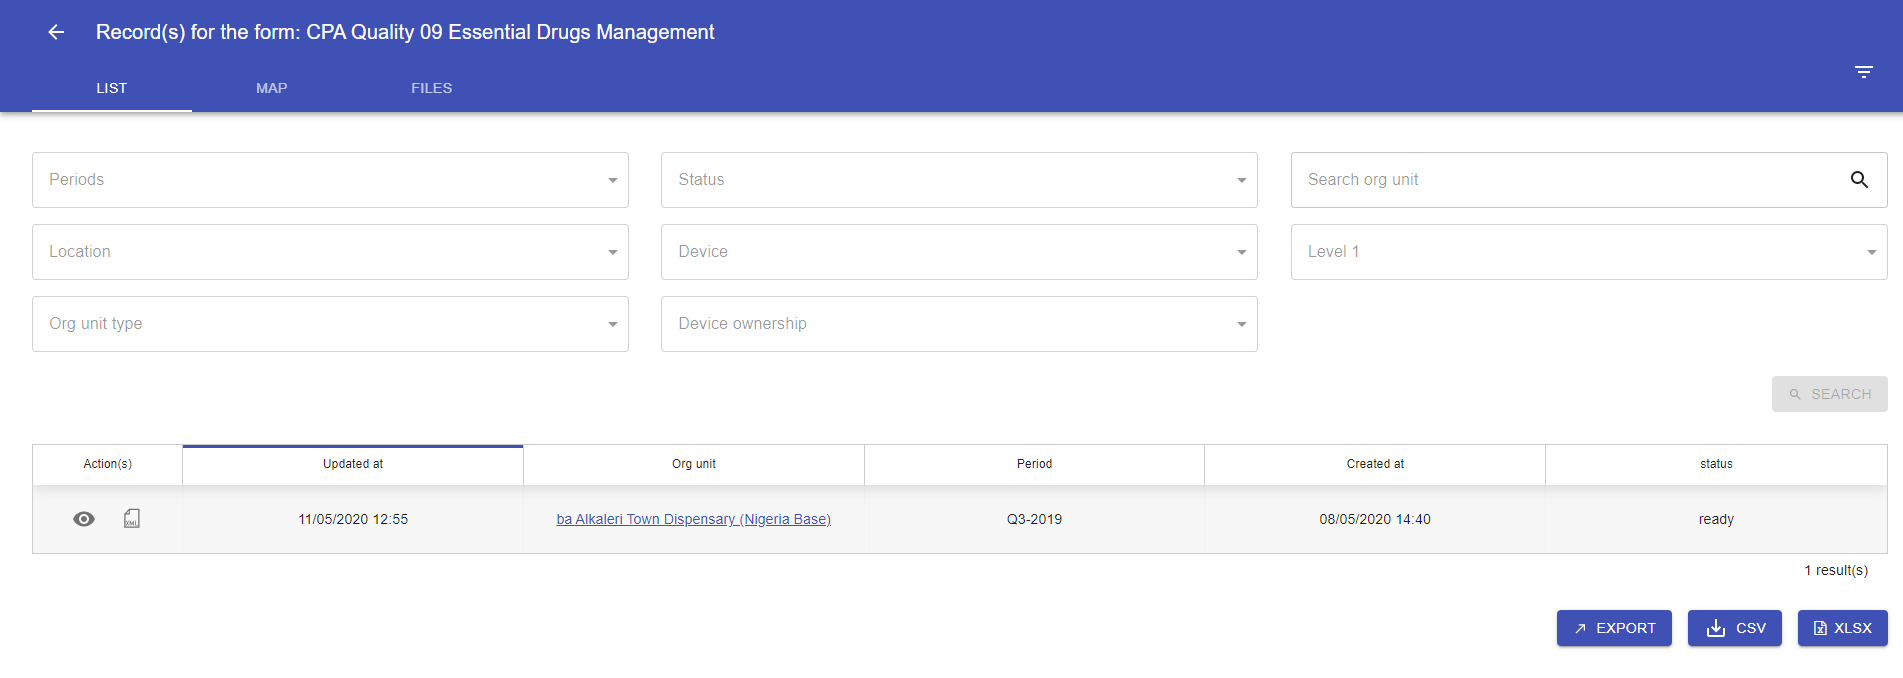 Record(s) for the form: CPA Quality 09 Essential Drugs Management
LIST MAP FILES
Periods Status Search org unit
Location Device Level 1
Org unit type Device ownership
SEARCH
Action(s) Updated at Org unit Period Created at status
XML 11/05/2020 12:55 ba Alkaleri Town Dispensary (Nigeria Base) Q3-2019 08/05/2020 14:40 ready
1 result(s)
EXPORT CSV XLSX